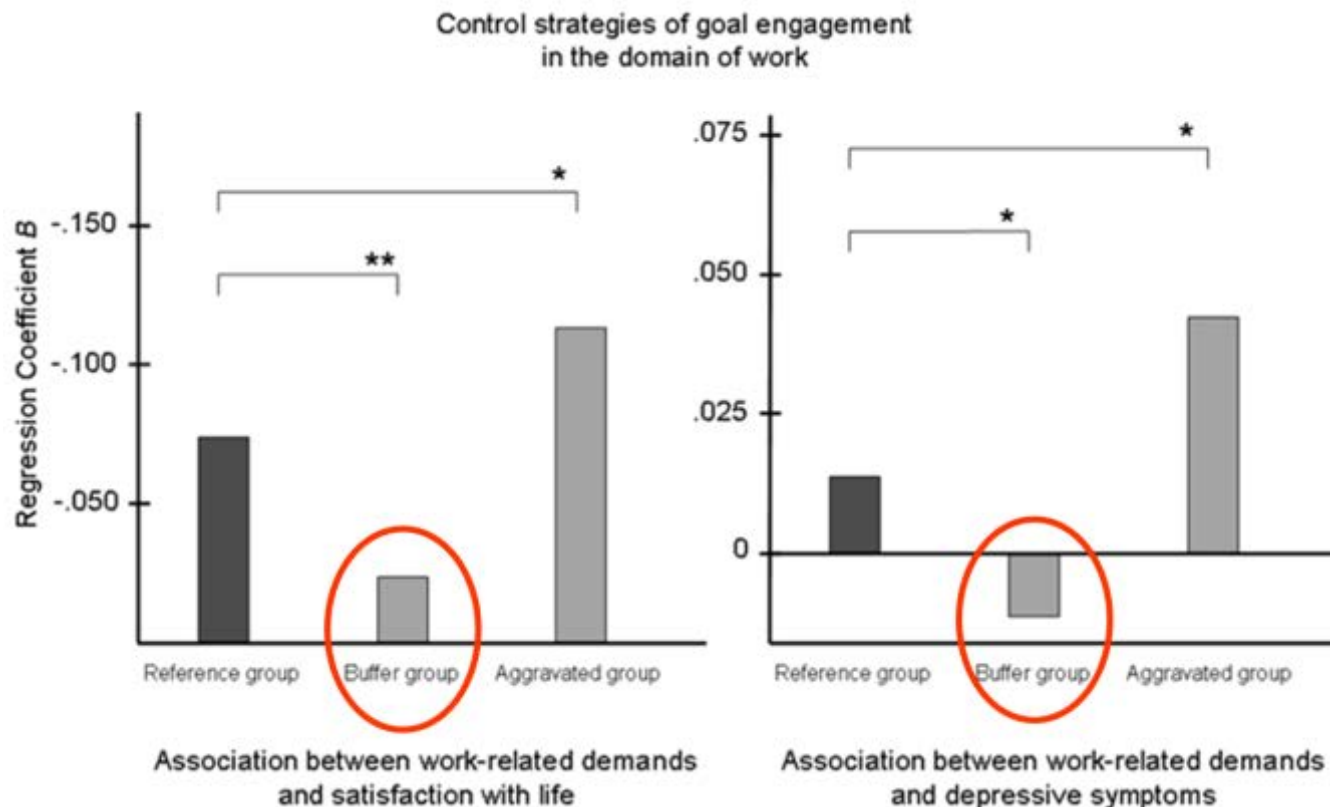 Control strategies of goal engagement
in the domain of work
Regression Coefficient B
-.150
-.100
-.050
*
**
Reference group
Buffer group
Aggravated group
Association between work-related demands
and satisfaction with life
.075
.050
.025
0
*
*
Reference group
Buffer group
Aggravated group
Association between work-related demands
and depressive symptoms